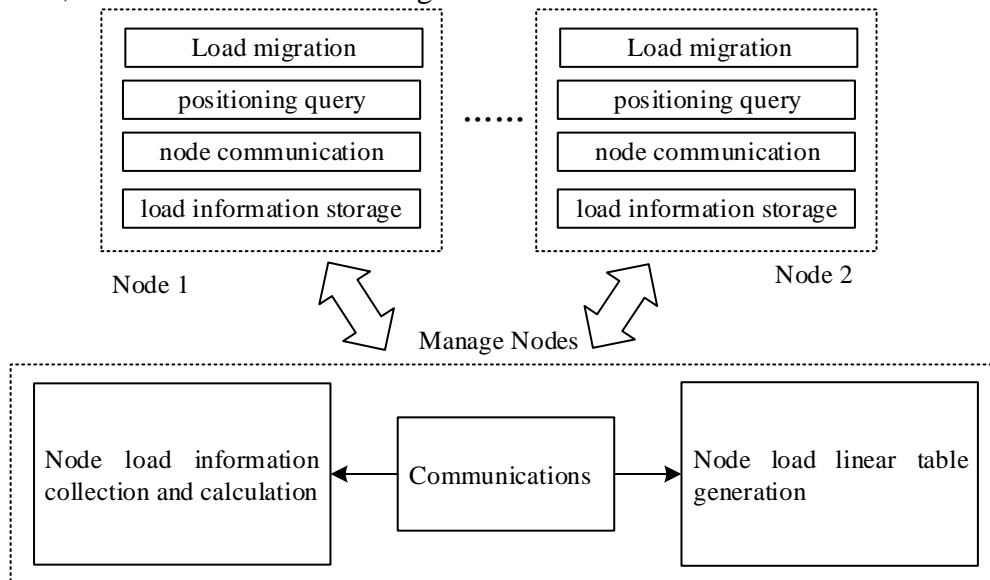 Load migration
positioning query
node communication
load information storage
Node 1
......
Load migration
positioning query
node communication
load information storage
Node 2
Manage Nodes
Node load information
collection and calculation
Communications
Node load linear table
generation